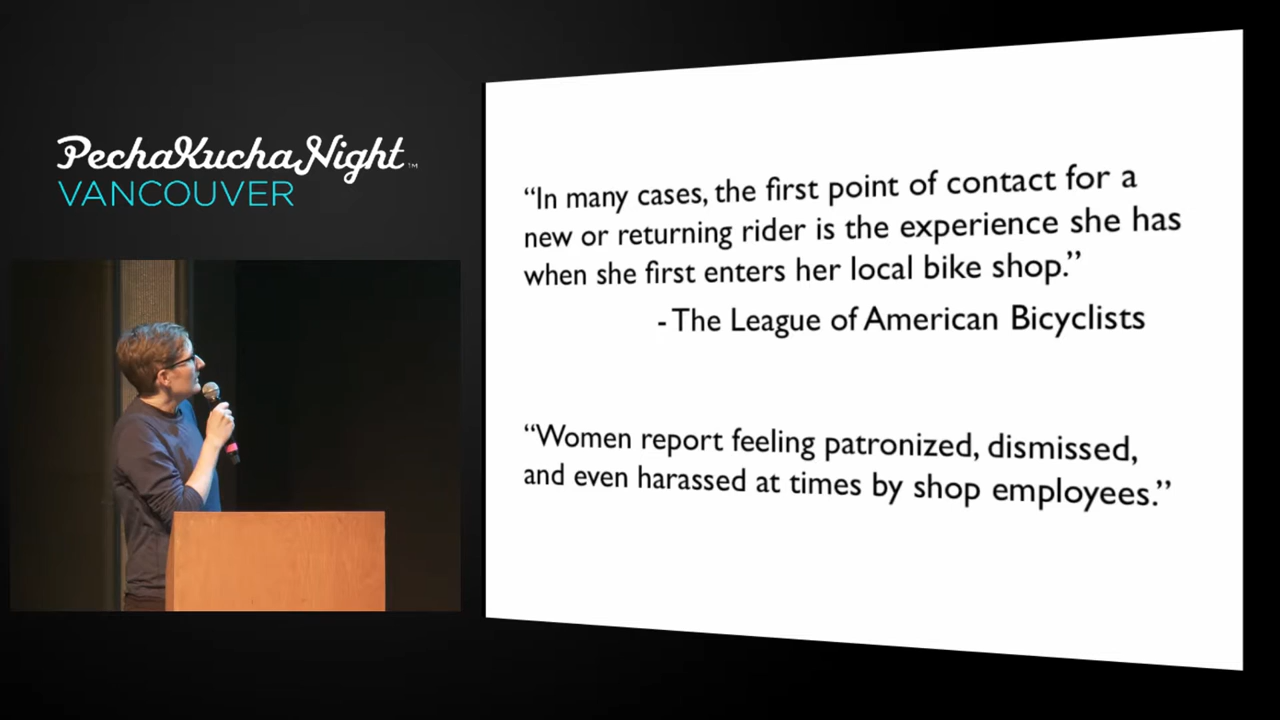 PechaKucha Night™
VANCOUVER
“In many cases, the first point of contact for a
new or returning rider is the experience she has
when she first enters her local bike shop.”
- The League of American Bicyclists
“Women report feeling patronized, dismissed,
and even harassed at times by shop employees.”